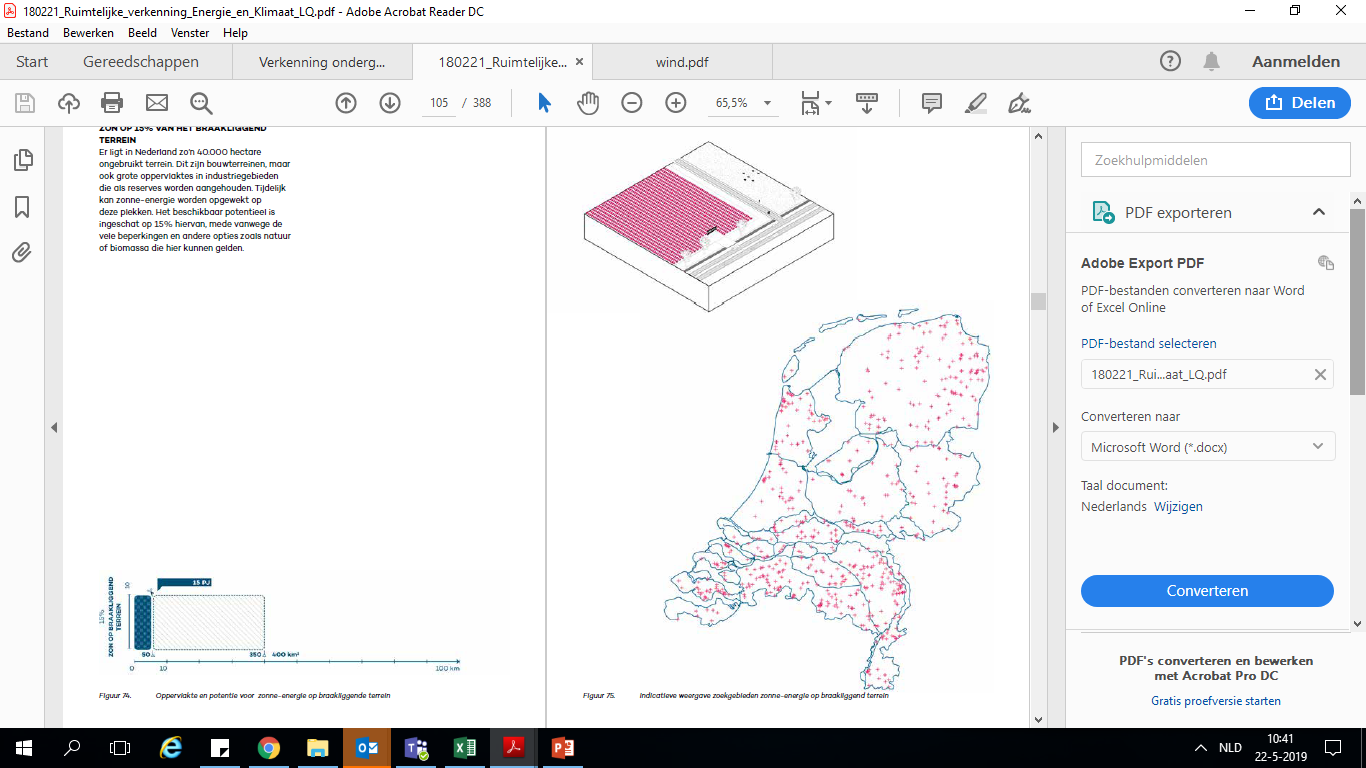 180221_Ruimtelijke_verkenning_Energie_en_Klimaat_LQ.pdf - Adobe Acrobat Reader DC
Bestand Bewerken Beeld Venster Help
Start Gereedschappen Verkenning onderg... 180221_Ruimtelijke... × wind.pdf Aanmelden
105 / 388 65,5% Delen
ZON OP 15% VAN HET BRAAKLIGGEND
TERREIN
Er ligt in Nederland zo'n 40.000 hectare
ongebruikt terrein. Dit zijn bouwterreinen, maar
ook grote oppervlaktes in industriegebieden
die als reserves worden aangehouden. Tijdelijk
kan zonne-energie worden opgewekt op
deze plekken. Het beschikbaar potentieel is
ingeschat op 15% hiervan, mede vanwege de
vele beperkingen en andere opties zoals natuur
of biomassa die hier kunnen gelden.
15 PJ
10
15%
ZON OP BRAAKLIGGEND
TERREIN
50 350 400 km²
0 10 100 km
Figuur 74. Oppervlakte en potentie voor zonne-energie op braakliggende terrein
Figuur 75. Indicatieve weergave zoekgebieden zonne-energie op braakliggend terrein
Zoekhulpmiddelen
PDF exporteren
Adobe Export PDF
PDF-bestanden converteren naar Word
of Excel Online
PDF-bestand selecteren
180221_Rui...aat_LQ.pdf
Converteren naar
Microsoft Word (*.docx)
Taal document:
Nederlands Wijzigen
Converteren
PDF's converteren en bewerken
met Acrobat Pro DC
Gratis proefversie starten
NLD
10:41
22-5-2019